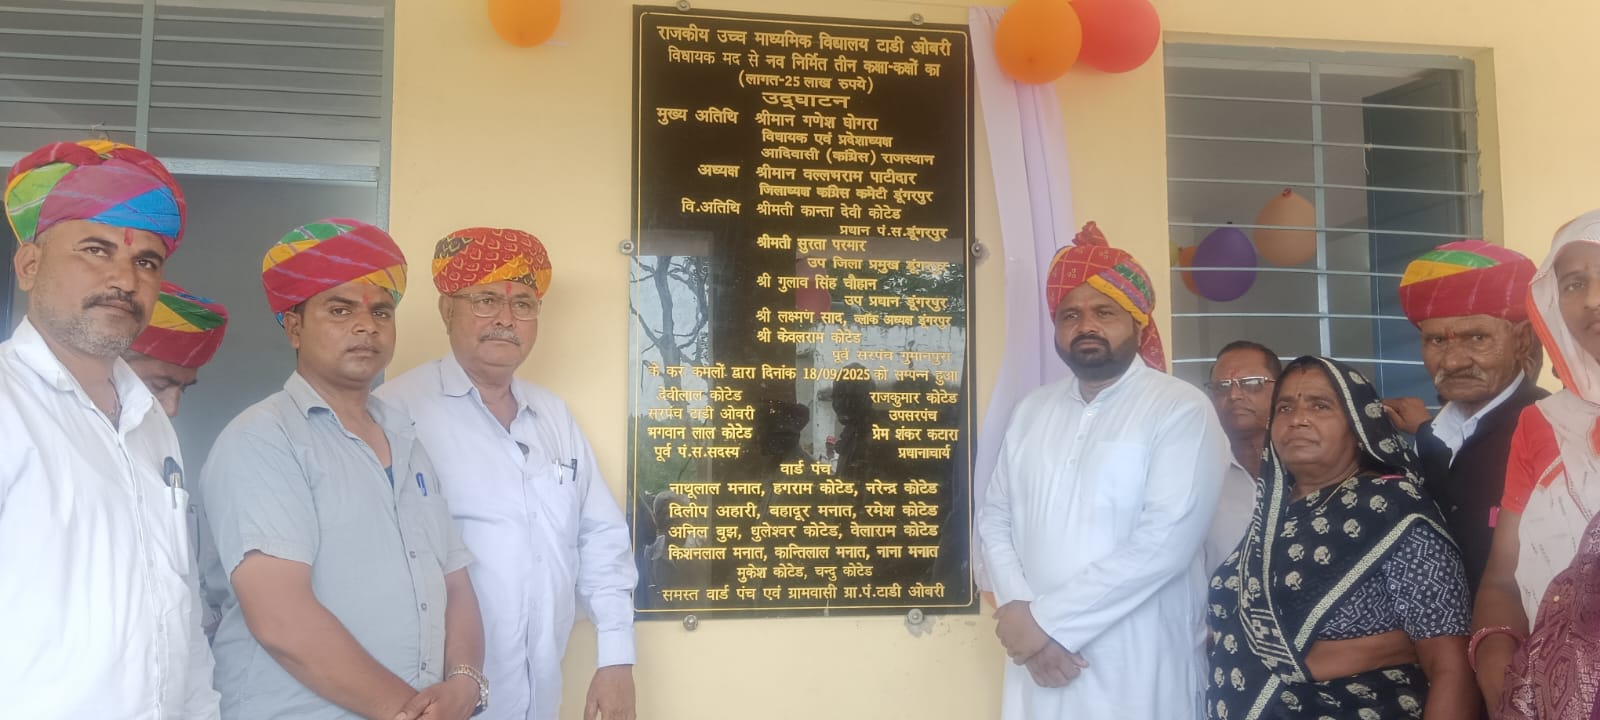 राजकीय उच्च माध्यमिक विद्यालय टाडी ओबरी
विधायक मद से नव निर्मित तीन कक्षा-कक्षों का
(लागत-25 लाख रुपये)
उद्घाटन
मुख्य अतिथि श्रीमान गणेश घोगरा
विधायक एवं प्रदेशाध्यक्ष
आदिवासी (कांग्रेस) राजस्थान
अध्यक्ष श्रीमान वल्लभराम पाटीदार
जिलाध्यक्ष कांग्रेस कमेटी डूंगरपुर
वि.अतिथि श्रीमती कान्ता देवी कोटेड
प्रधान पं.स.डूंगरपुर
श्रीमती सुरता परमार
उप जिला प्रमुख डूंगरपुर
श्री गुलाव सिंह चौहान
उप प्रधान डूंगरपुर
श्री लक्ष्मण साद, ब्लॉक अध्यक्ष डूंगरपुर
श्री केवलराम कोटेड
पूर्व सरपंच गुमानपुरा
के कर कमलों द्वारा दिनांक 18/09/2025 को सम्पन्न हुआ
देवीलाल कोटेड राजकुमार कोटेड
सरपंच टाडी ओबरी उपसरपंच
भगवान लाल कोटेड प्रेम शंकर कटारा
पूर्व पं.स.सदस्य प्रधानाचार्य
वार्ड पंच
नाथूलाल मनात, हगराम कोटेड, नरेन्द्र कोटेड
दिलीप अहारी, बहादूर मनात, रमेश कोटेड
अनिल बुझ, धुलेश्वर कोटेड, वेलाराम कोटेड
किशनलाल मनात, कान्तिलाल मनात, नाना मनात
मुकेश कोटेड, चन्दु कोटेड
समस्त वार्ड पंच एवं ग्रामवासी ग्रा.पं.टाडी ओबरी